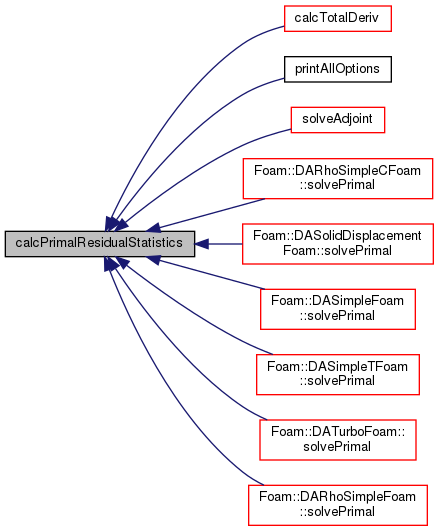 calcTotalDeriv
printAllOptions
solveAdjoint
Foam::DARhoSimpleCFoam
::solvePrimal
calcPrimalResidualStatistics
Foam::DASolidDisplacement
Foam::solvePrimal
Foam::DASimpleFoam
::solvePrimal
Foam::DASimpleTFoam
::solvePrimal
Foam::DATurboFoam::
solvePrimal
Foam::DARhoSimpleFoam
::solvePrimal